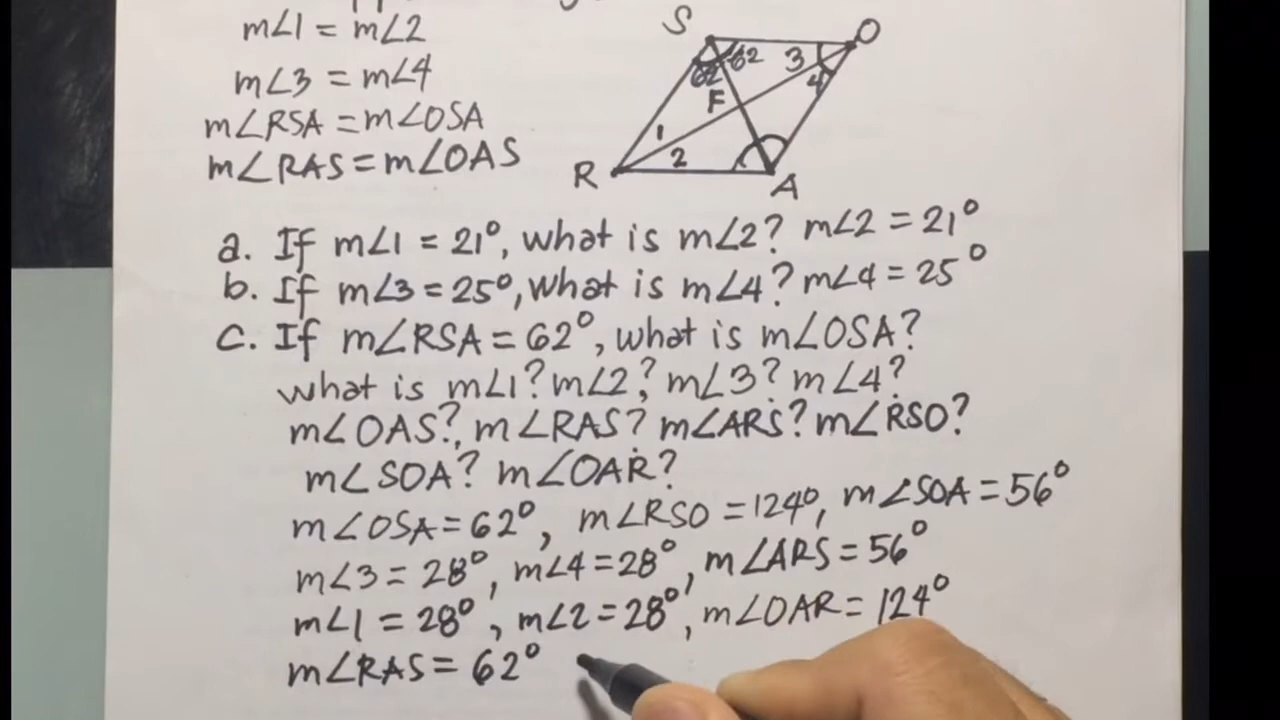 m∠1 = m∠2
m∠3 = m∠4
m∠RSA = m∠OSA
m∠RAS = m∠OAS
S
O
62
62
3
4
F
1
2
R
A
a. If m∠1 = 21°, what is m∠2? m∠2 = 21°
b. If m∠3 = 25°, what is m∠4? m∠4 = 25°
c. If m∠RSA = 62°, what is m∠OSA?
what is m∠1? m∠2? m∠3? m∠4?
m∠OAS? m∠RAS? m∠ARS? m∠RSO?
m∠SOA? m∠OAR?
m∠OSA = 62°, m∠RSO = 124°, m∠SOA = 56°
m∠3 = 28°, m∠4 = 28°, m∠ARS = 56°
m∠1 = 28°, m∠2 = 28°, m∠OAR = 124°
m∠RAS = 62°